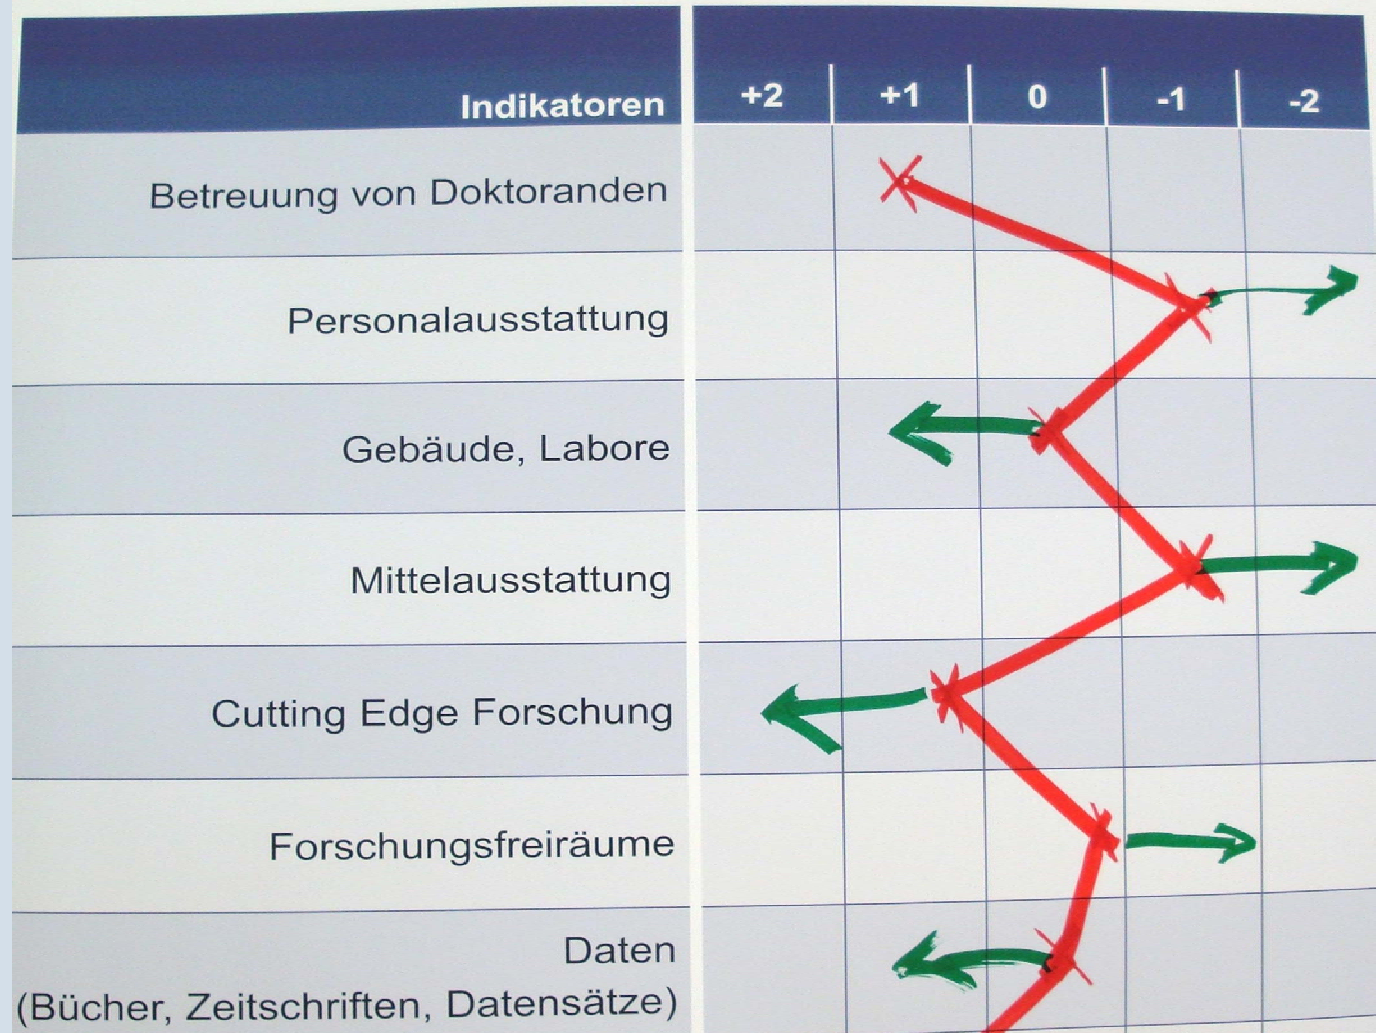 Indikatoren +2 +1 0 -1 -2
Betreuung von Doktoranden
Personalausstattung
Gebäude, Labore
Mittelausstattung
Cutting Edge Forschung
Forschungsfreiräume
Daten
(Bücher, Zeitschriften, Datensätze)